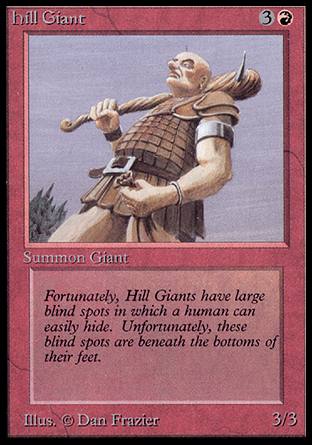 Hill Giant 3
Summon Giant
Fortunately, Hill Giants have large
blind spots in which a human can
easily hide. Unfortunately, these
blind spots are beneath the bottoms of
their feet.
Illus. © Dan Frazier 3/3